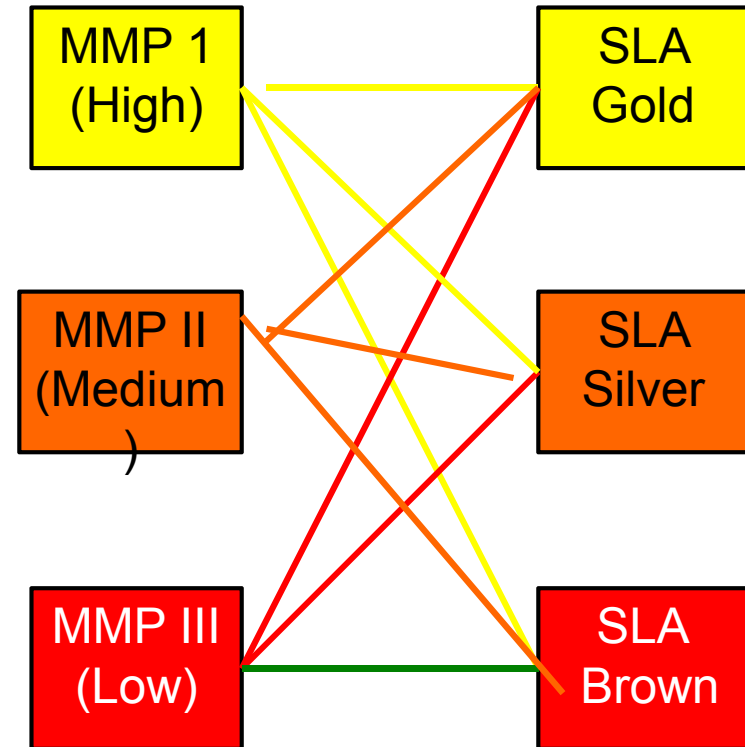 MMP 1
(High)
SLA
Gold
MMP II
(Medium
)
SLA
Silver
MMP III
(Low)
SLA
Brown